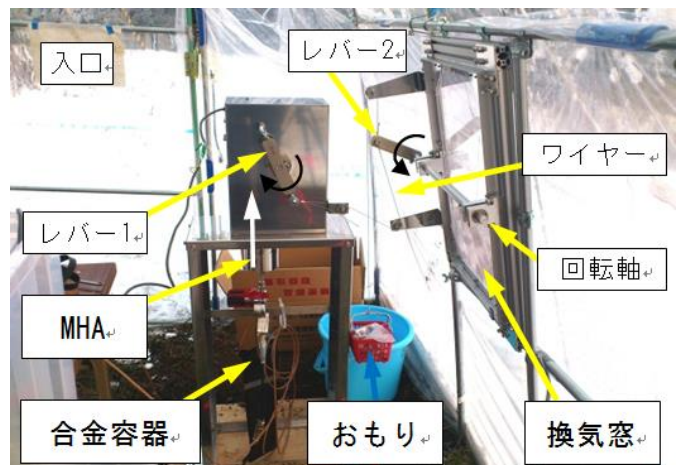 入口
レバー2
ワイヤー
レバー1
回転軸
MHA
合金容器
おもり
換気窓